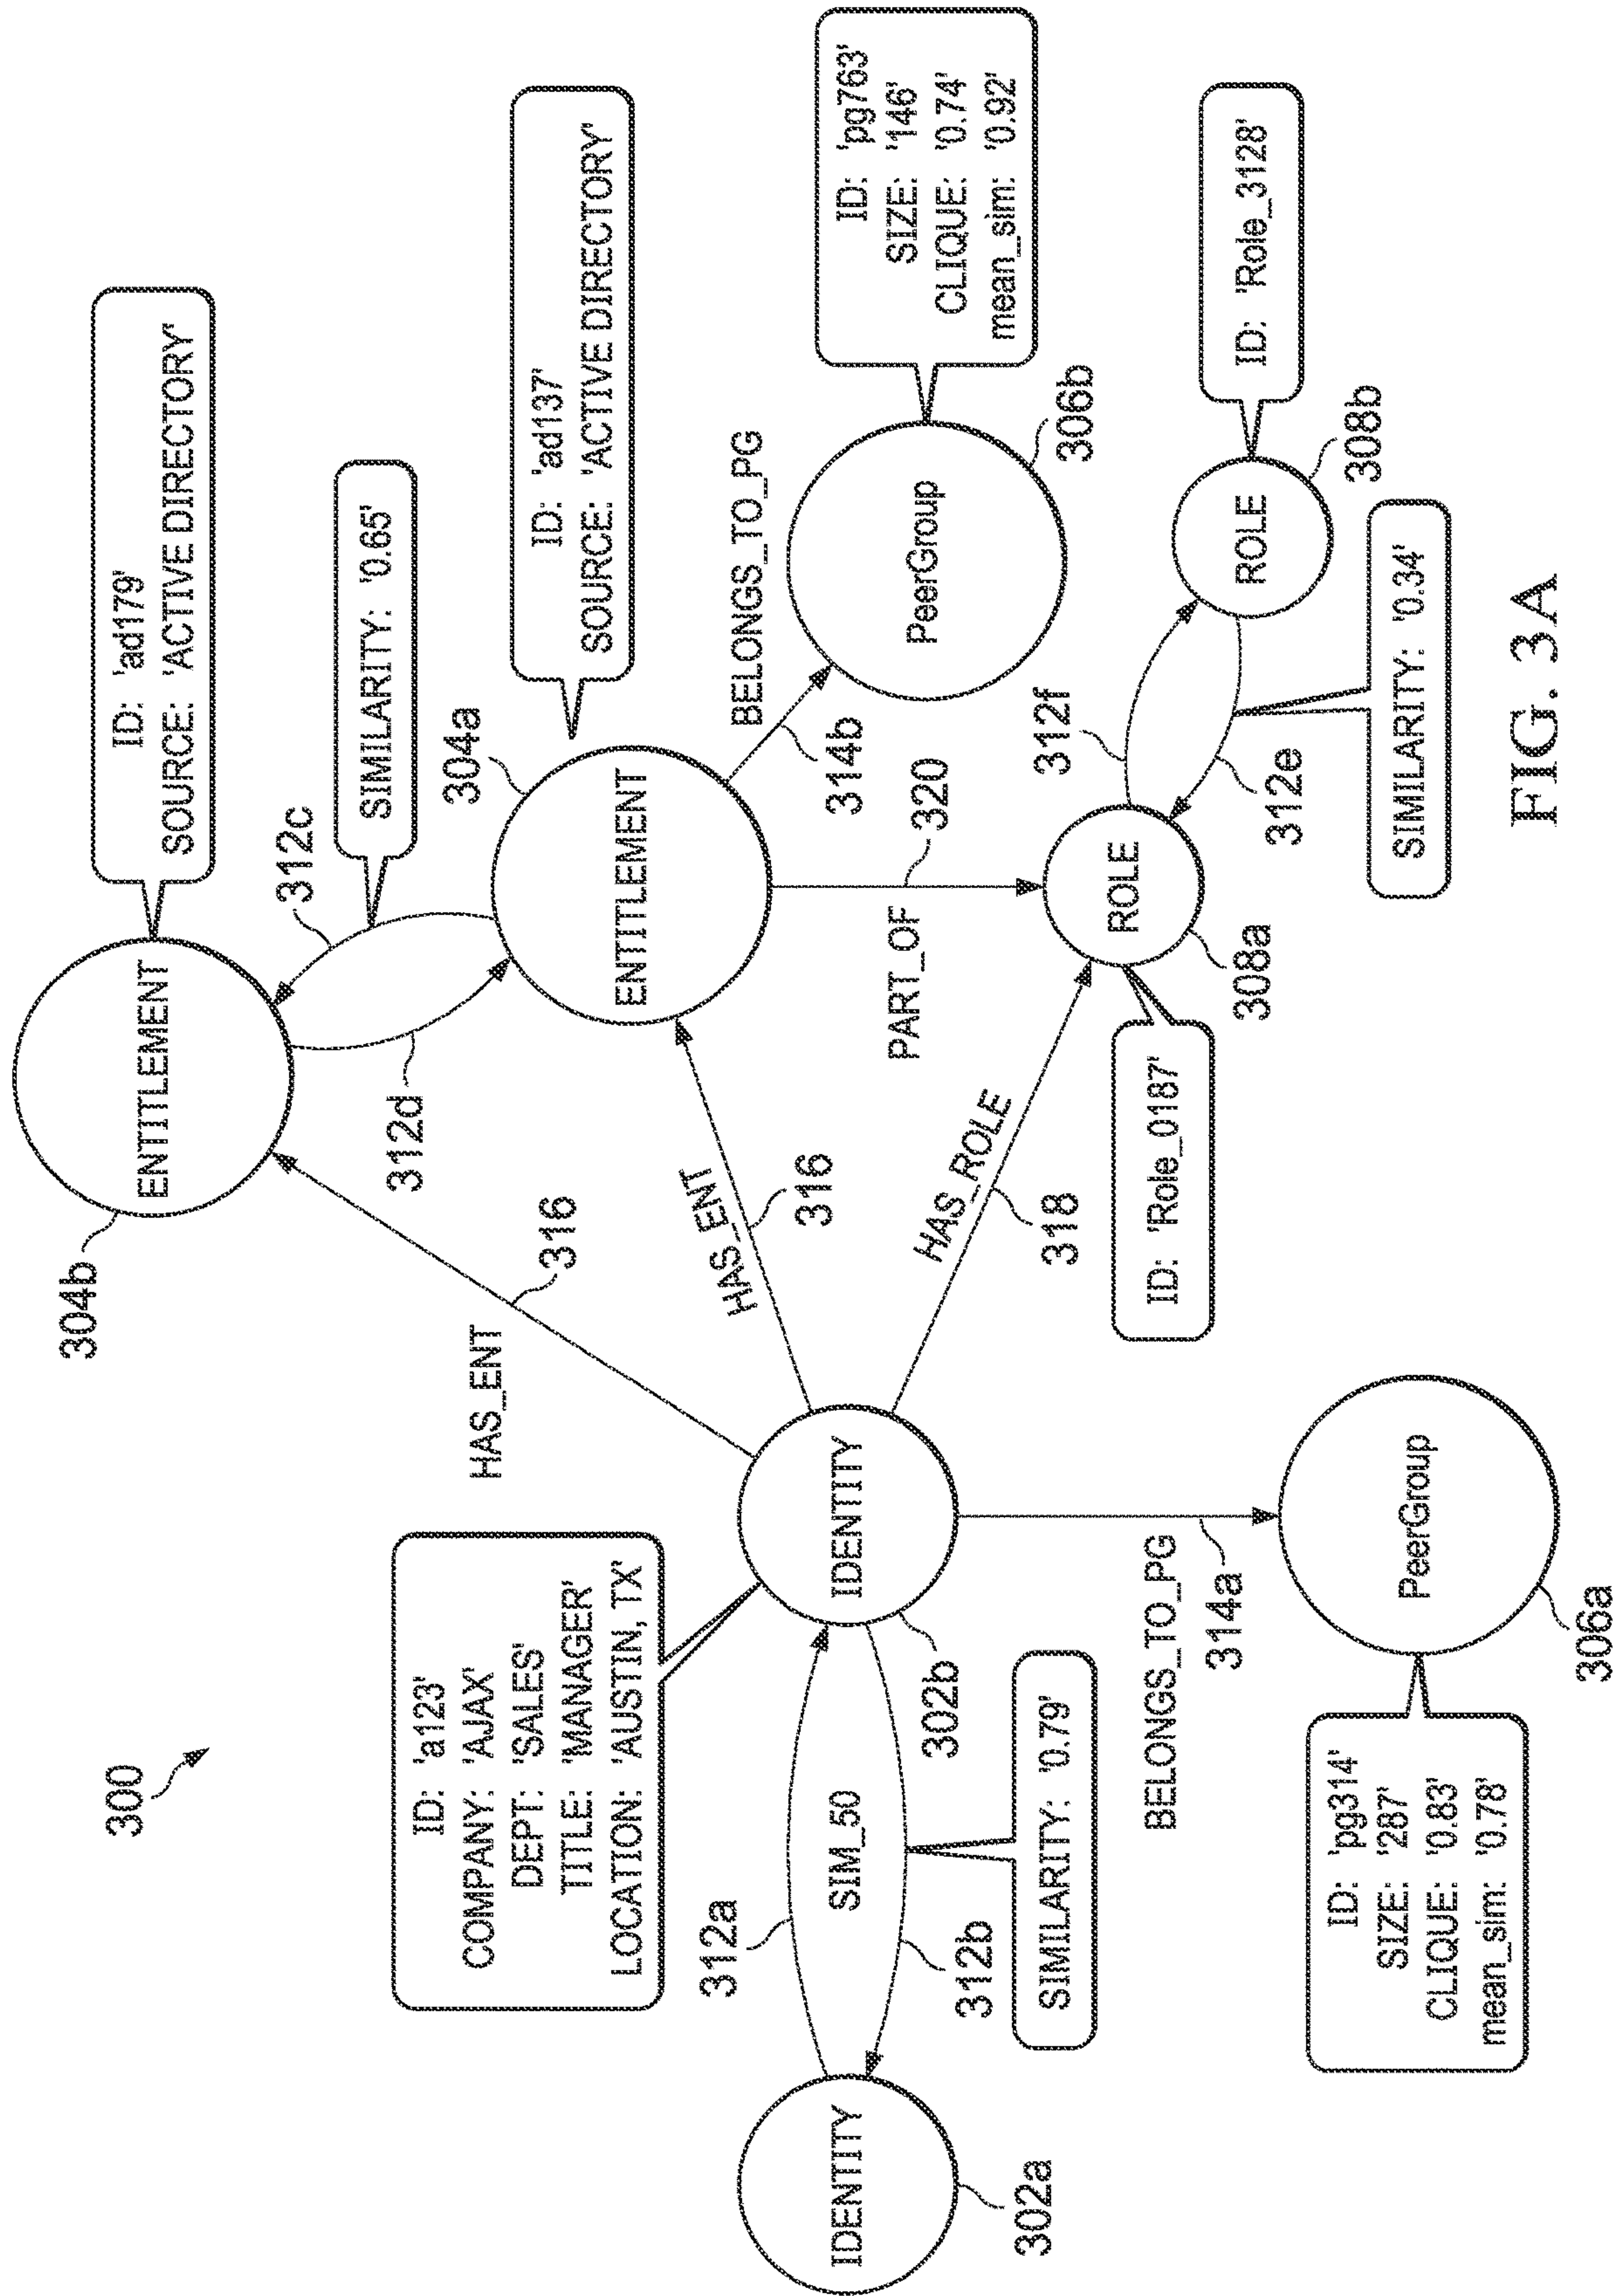 300
ID: 'a123'
COMPANY: 'AJAX'
DEPT: 'SALES'
TITLE: 'MANAGER'
LOCATION: 'AUSTIN, TX'
304b
ENTITLEMENT
ID: 'ad179'
SOURCE: 'ACTIVE DIRECTORY'
312c
SIMILARITY: '0.65'
312d
HAS_ENT
316
304a
ENTITLEMENT
ID: 'ad137'
SOURCE: 'ACTIVE DIRECTORY'
HAS_ENT
316
BELONGS_TO_PG
314b
312a
SIM_50
312b
IDENTITY
302a
IDENTITY
302b
SIMILARITY: '0.79'
HAS_ROLE
318
PART_OF
320
PeerGroup
306b
ID: 'pg763'
SIZE: '146'
CLIQUE: '0.74'
mean_sim: '0.92'
ROLE
308a
ID: 'Role_0187'
312f
312e
ROLE
308b
ID: 'Role_3128'
SIMILARITY: '0.34'
BELONGS_TO_PG
314a
PeerGroup
306a
ID: 'pg314'
SIZE: '287'
CLIQUE: '0.83'
mean_sim: '0.78'
FIG. 3A